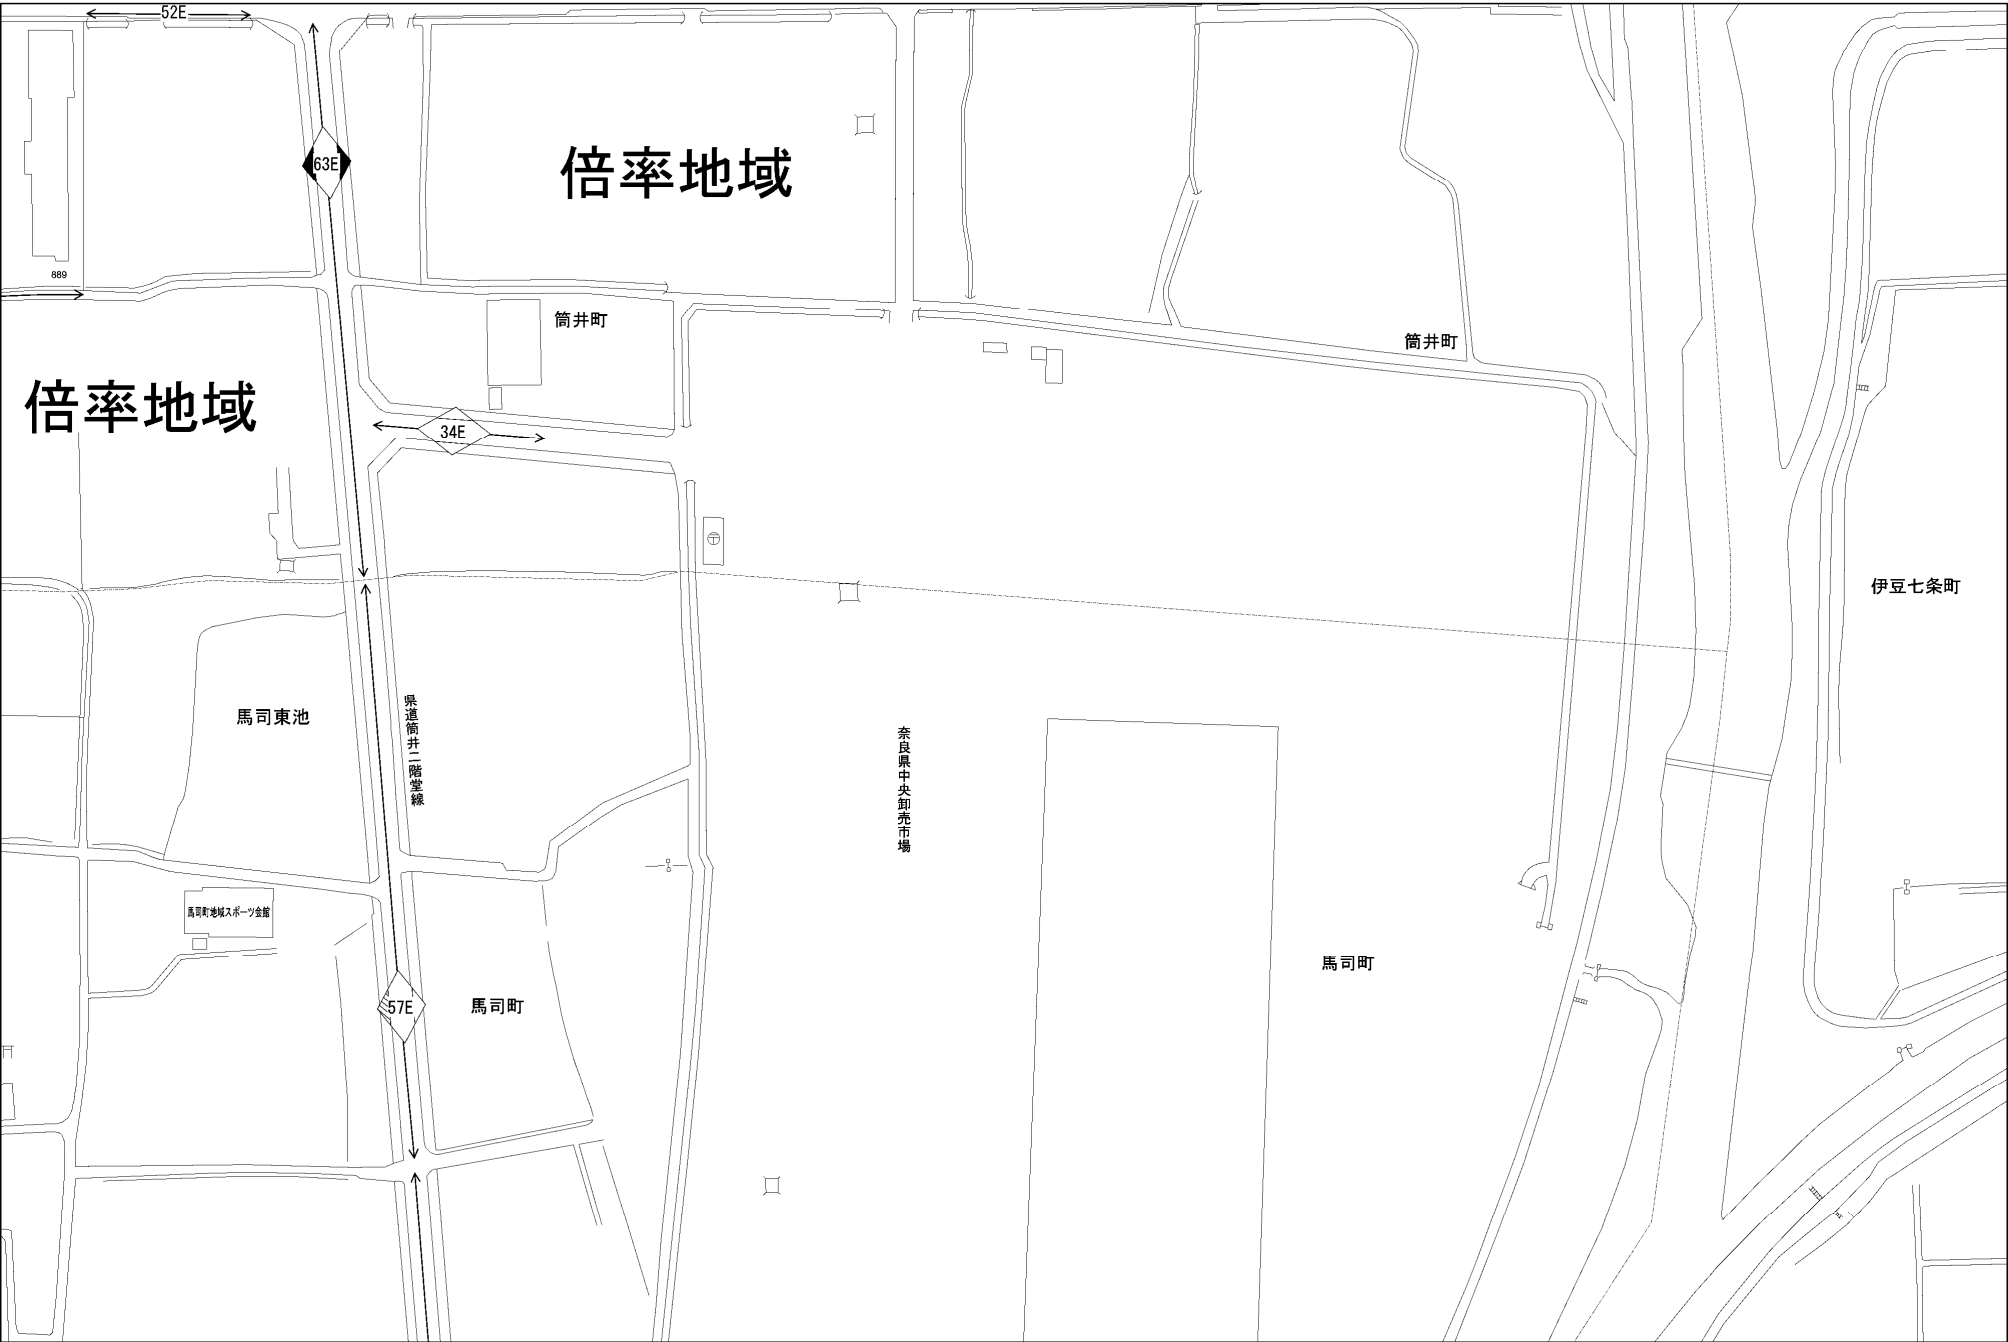 52E
63E
倍率地域
889
筒井町
筒井町
倍率地域
34E
伊豆七条町
馬司東池
県道筒井二階堂線
奈良県中央卸売市場
馬司町地域スポーツ会館
馬司町
57E
馬司町